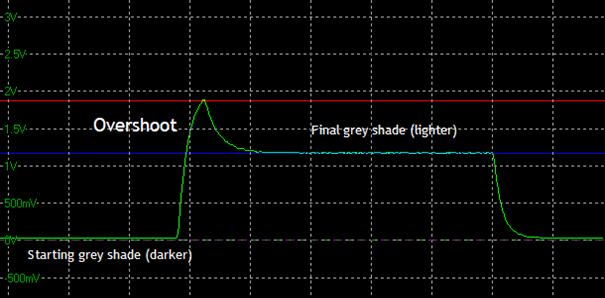 3V
2.5V
2V
Overshoot
1.5V
Final grey shade (lighter)
1V
500mV
0V
Starting grey shade (darker)
-500mV